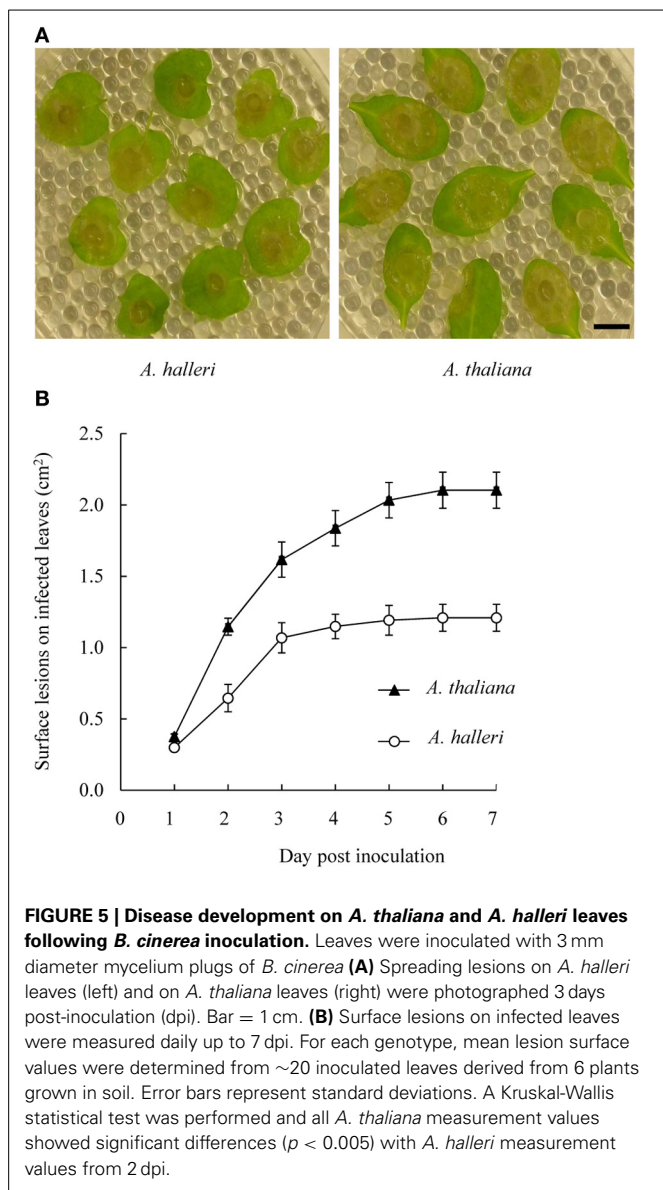 A
A. halleri
A. thaliana
B
Surface lesions on infected leaves (cm²)
2.5
2.0
1.5
1.0
0.5
0.0
A. thaliana
A. halleri
0 1 2 3 4 5 6 7
Day post inoculation
FIGURE 5 | Disease development on A. thaliana and A. halleri leaves
following B. cinerea inoculation. Leaves were inoculated with 3 mm
diameter mycelium plugs of B. cinerea (A) Spreading lesions on A. halleri
leaves (left) and on A. thaliana leaves (right) were photographed 3 days
post-inoculation (dpi). Bar = 1 cm. (B) Surface lesions on infected leaves
were measured daily up to 7 dpi. For each genotype, mean lesion surface
values were determined from ~20 inoculated leaves derived from 6 plants
grown in soil. Error bars represent standard deviations. A Kruskal-Wallis
statistical test was performed and all A. thaliana measurement values
showed significant differences (p < 0.005) with A. halleri measurement
values from 2 dpi.